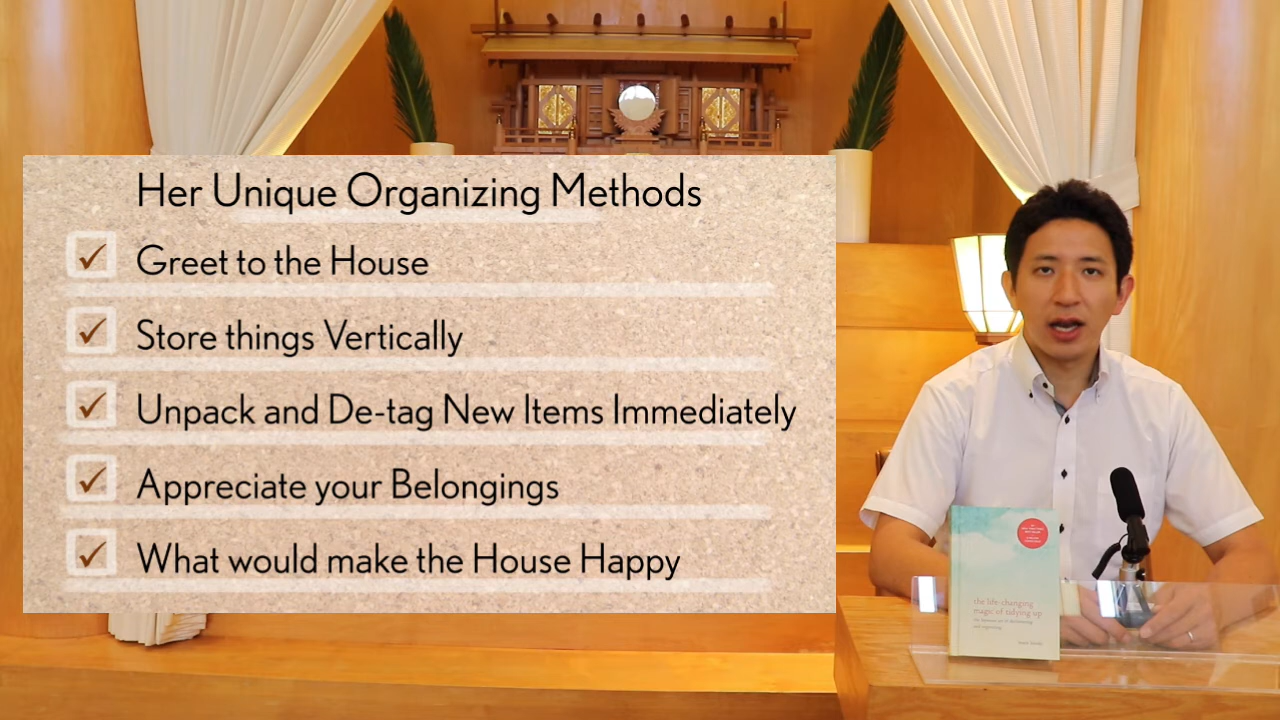 Her Unique Organizing Methods
Greet to the House
Store things Vertically
Unpack and De-tag New Items Immediately
Appreciate your Belongings
What would make the House Happy
the life-changing
magic of tidying up